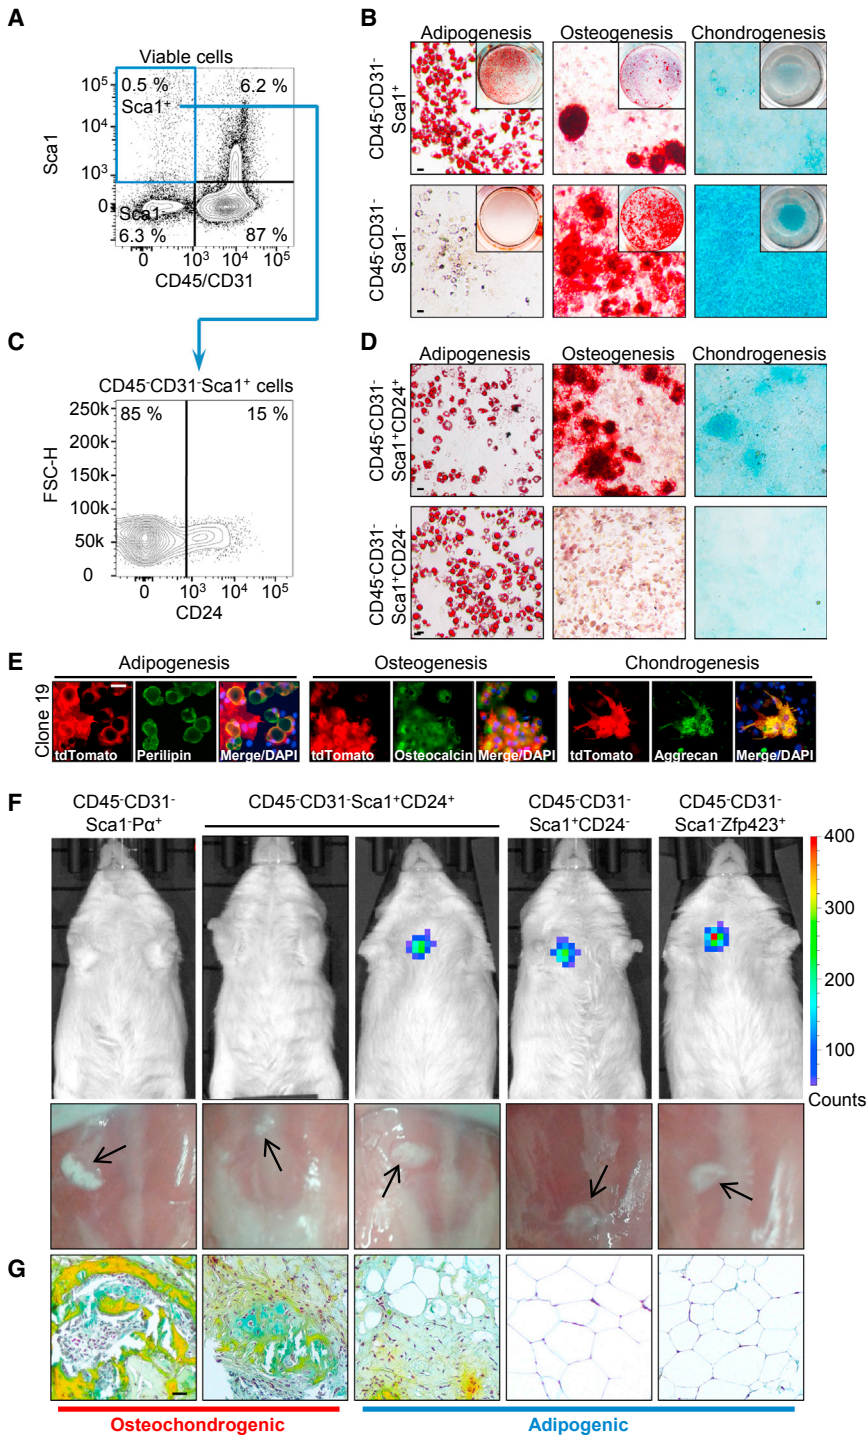 A
Viable cells
0.5 %
6.2 %
Sca1⁺
Sca1⁻
6.3 %
87 %
10⁵
10⁴
10³
0
Sca1
0 10³ 10⁴ 10⁵
CD45/CD31
B
Adipogenesis Osteogenesis Chondrogenesis
CD45⁻CD31⁻
Sca1⁺
CD45⁻CD31⁻
Sca1⁻
C
CD45⁻CD31⁻Sca1⁺ cells
85 % 15 %
250k
200k
150k
100k
50k
0
FSC-H
0 10³ 10⁴ 10⁵
CD24
D
Adipogenesis Osteogenesis Chondrogenesis
CD45⁻CD31⁻
Sca1⁺CD24⁺
CD45⁻CD31⁻
Sca1⁺CD24⁻
E
Adipogenesis Osteogenesis Chondrogenesis
Clone 19
tdTomato Perilipin Merge/DAPI tdTomato Osteocalcin Merge/DAPI tdTomato Aggrecan Merge/DAPI
F
CD45⁻CD31⁻
Sca1⁻Pα⁺
CD45⁻CD31⁻Sca1⁺CD24⁺
CD45⁻CD31⁻
Sca1⁺CD24⁻
CD45⁻CD31⁻
Sca1⁻Zfp423⁺
400
300
200
100
Counts
G
Osteochondrogenic Adipogenic